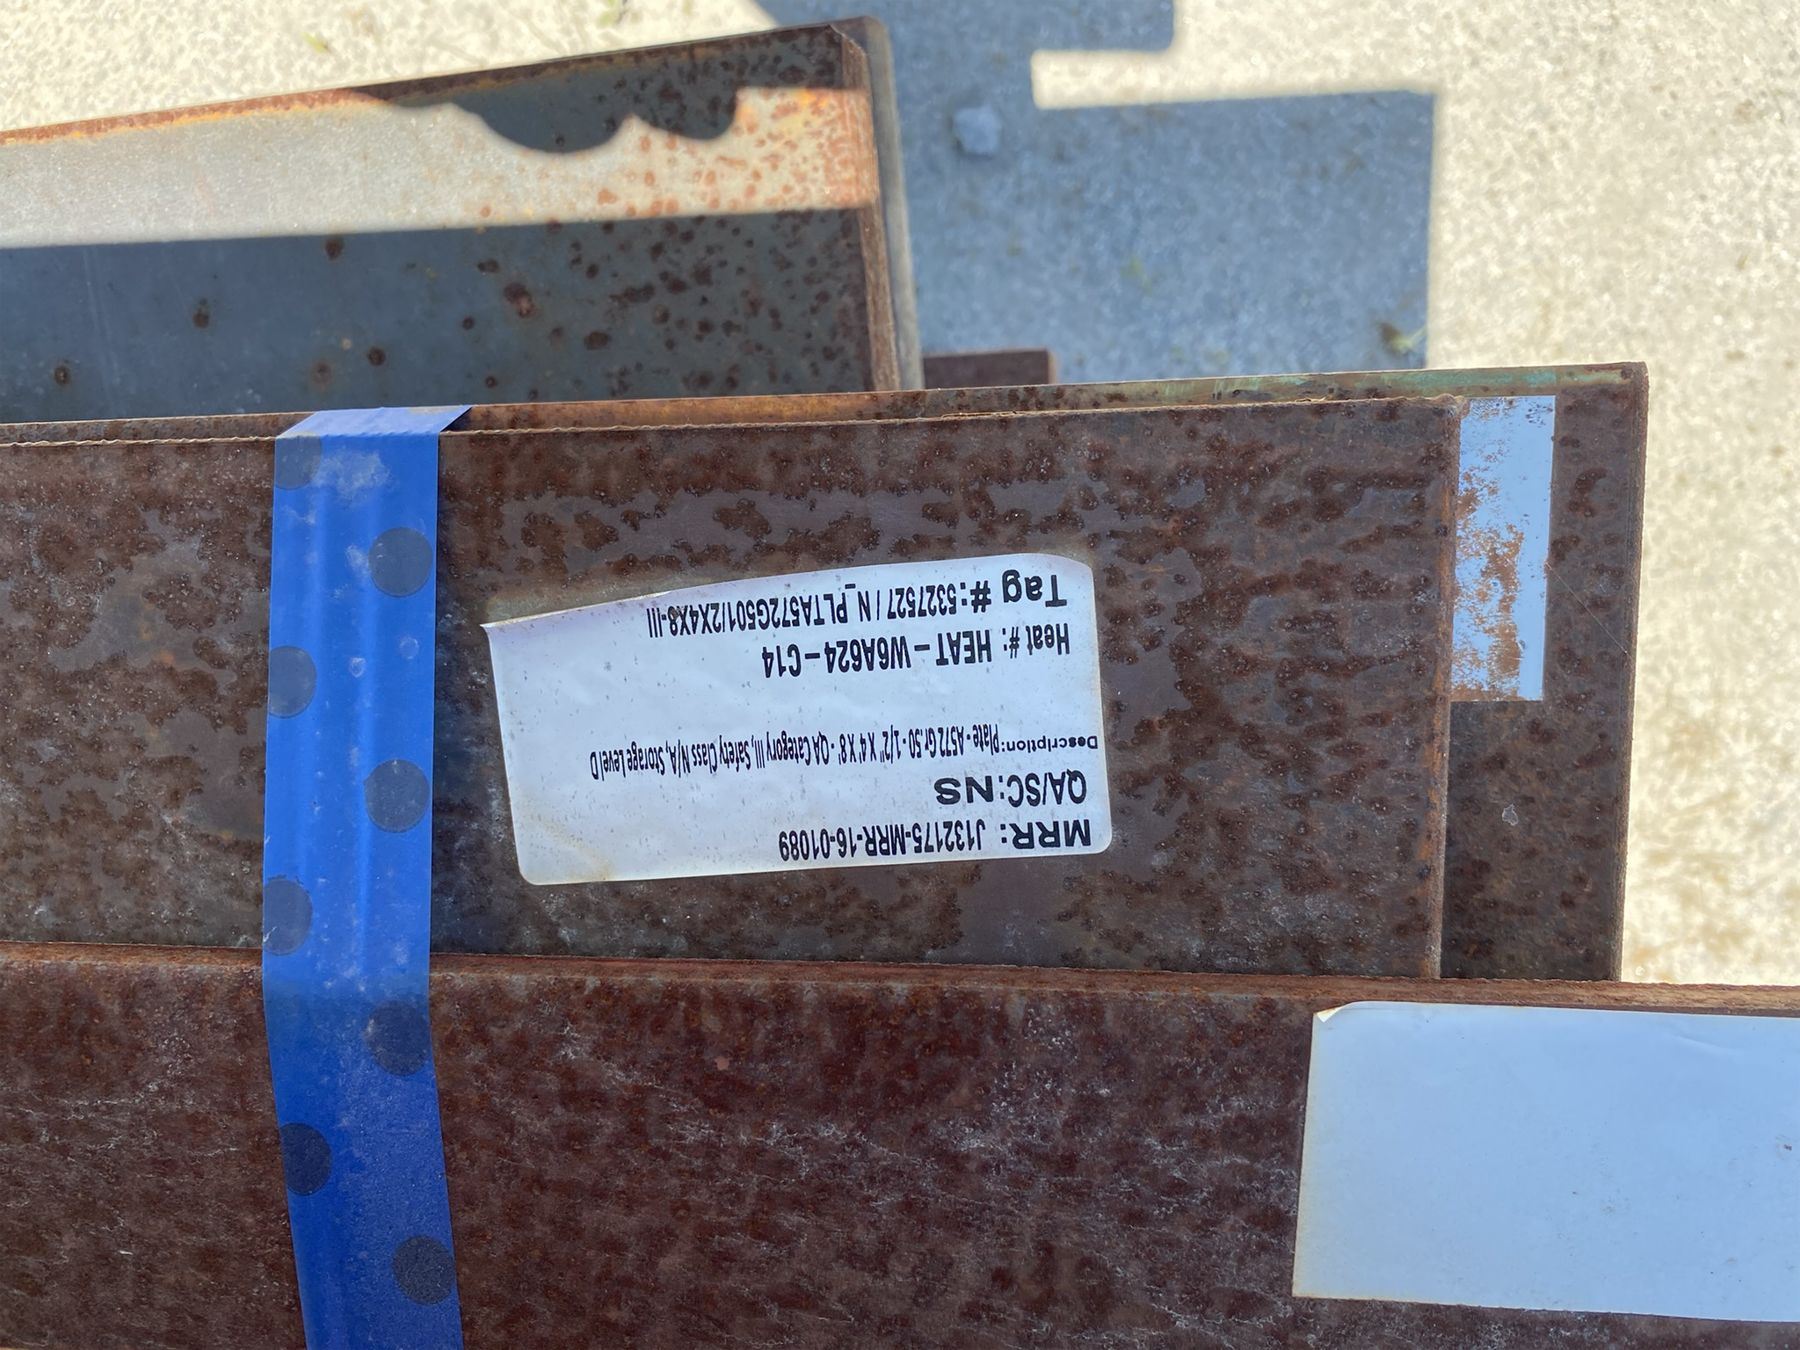 MRR: J132175-MRR-16-01089
QA/SC:NS
Description:Plate - A572 Gr.50 - 1/2" X 4' X 8' - QA Category III, Safety Class N/A, Storage Level D
Heat #: HEAT - W6A624 - C14
Tag #:5327527 / N_PLTA572G501/2X4X8-III